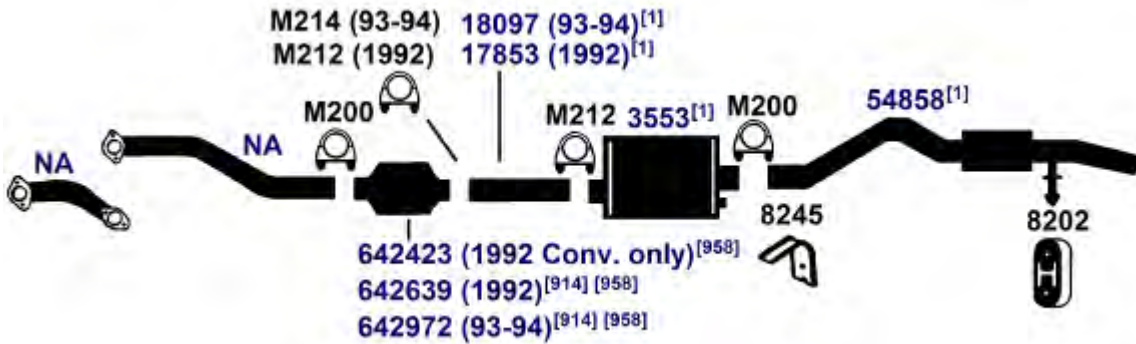 M214 (93-94) 18097 (93-94)[1]
M212 (1992) 17853 (1992)[1]
M200
M212
3553[1]
M200
54858[1]
NA
NA
8245
8202
642423 (1992 Conv. only)[958]
642639 (1992)[914] [958]
642972 (93-94)[914] [958]